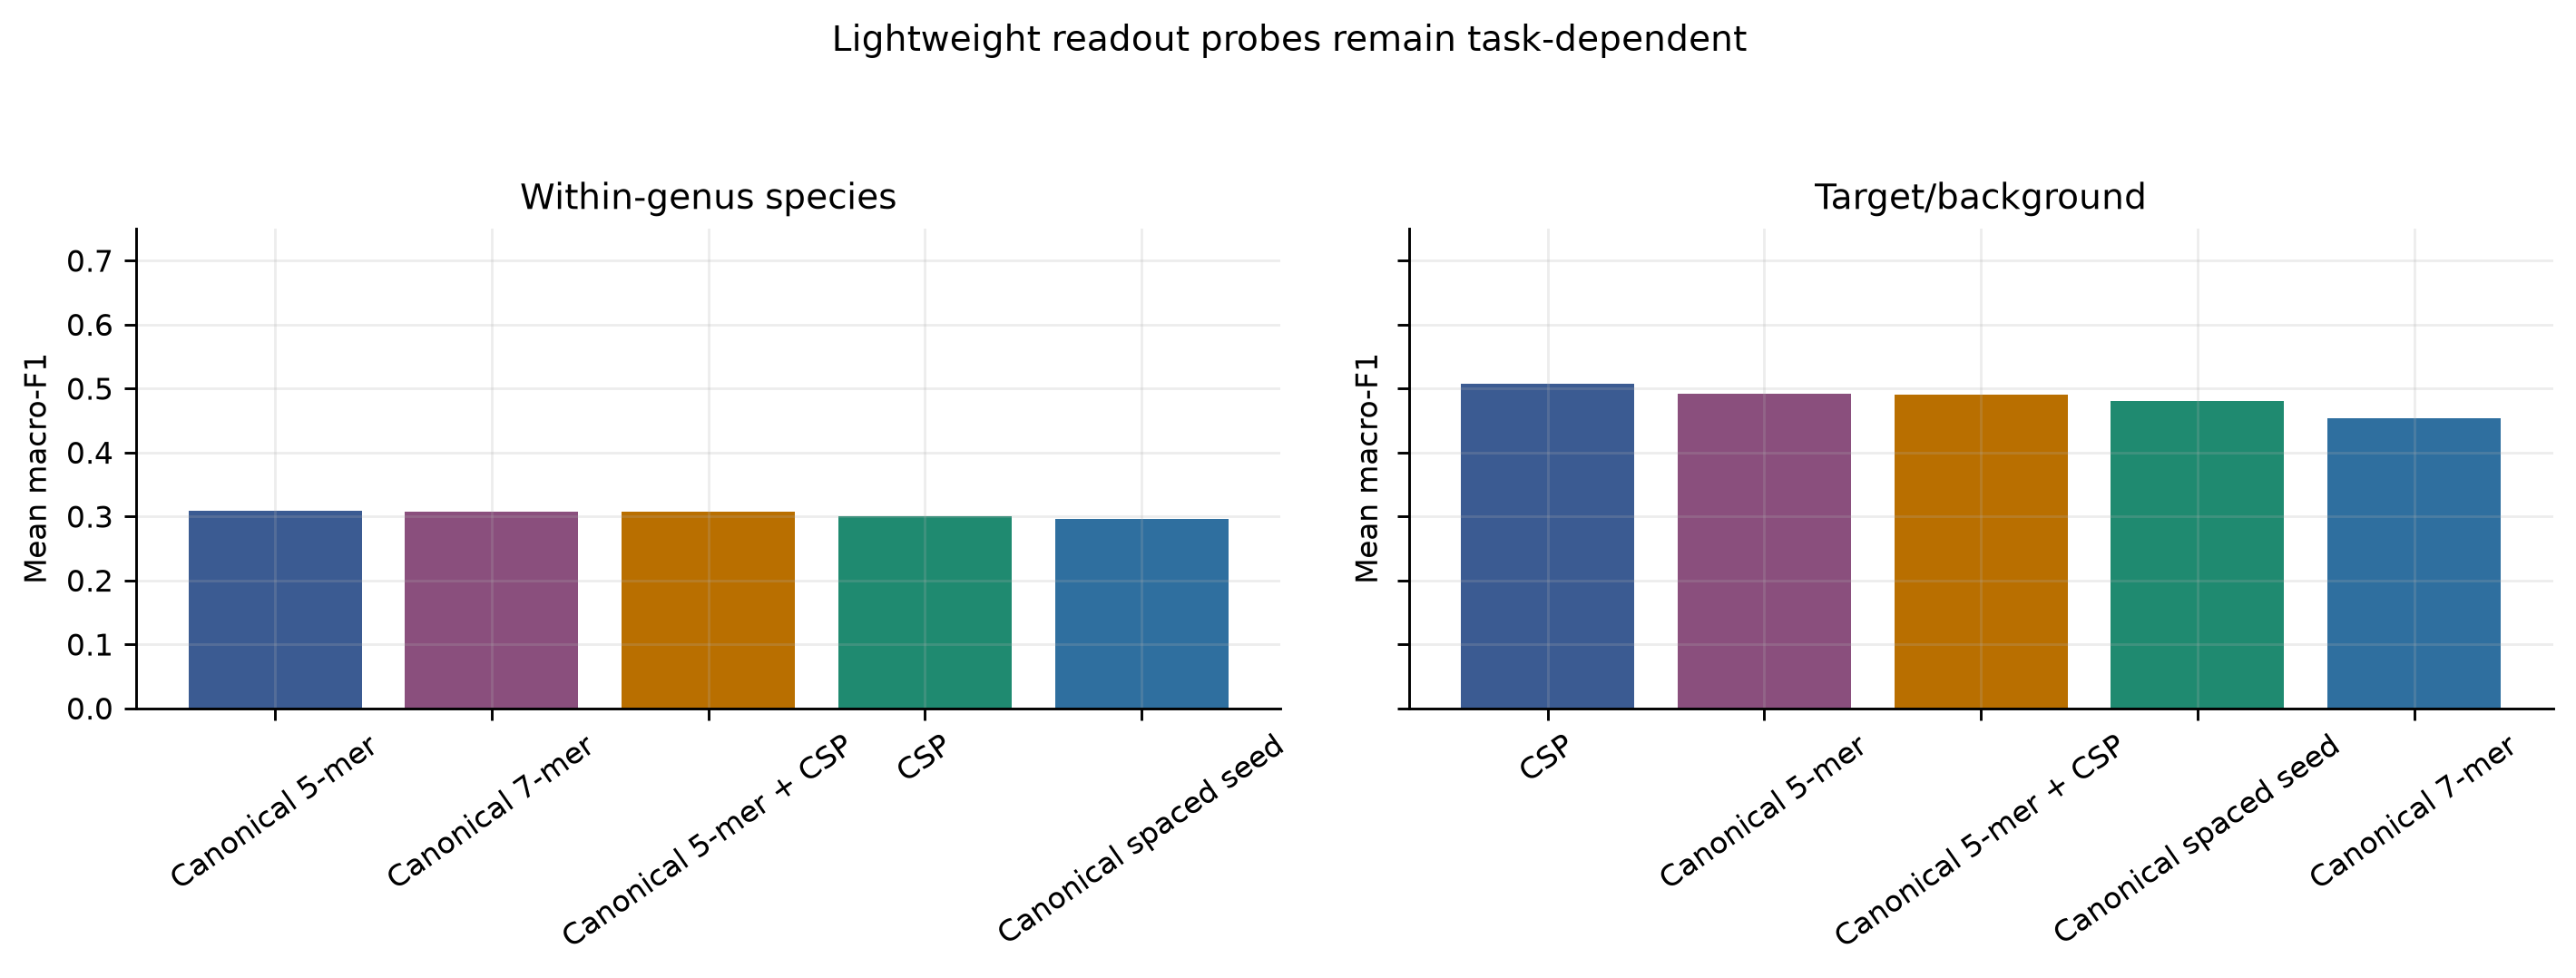 Lightweight readout probes remain task-dependent
Within-genus species
Mean macro-F1
0.7
0.6
0.5
0.4
0.3
0.2
0.1
0.0
Canonical 5-mer
Canonical 7-mer
Canonical 5-mer + CSP
CSP
Canonical spaced seed
Target/background
Mean macro-F1
CSP
Canonical 5-mer
Canonical 5-mer + CSP
Canonical spaced seed
Canonical 7-mer